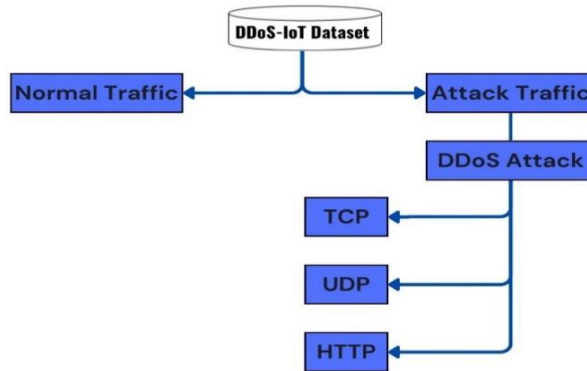 DDoS-IoT Dataset
Normal Traffic
Attack Traffic
DDoS Attack
TCP
UDP
HTTP